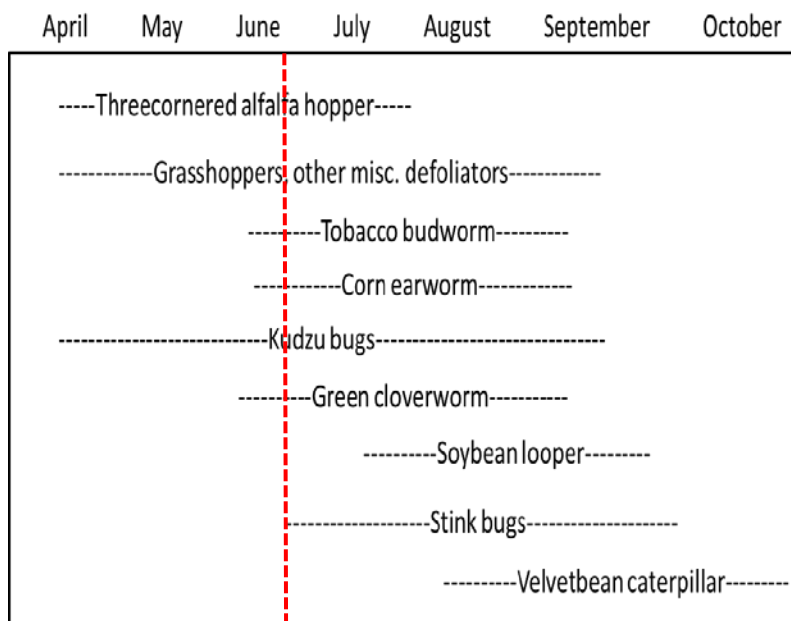 April May June July August September October
-----Threecornered alfalfa hopper-----
-------------Grasshoppers, other misc. defoliators-------------
----------Tobacco budworm----------
------------Corn earworm-------------
-----------------------------Kudzu bugs--------------------------------
----------Green cloverworm-----------
----------Soybean looper---------
--------------------Stink bugs---------------------
----------Velvetbean caterpillar---------